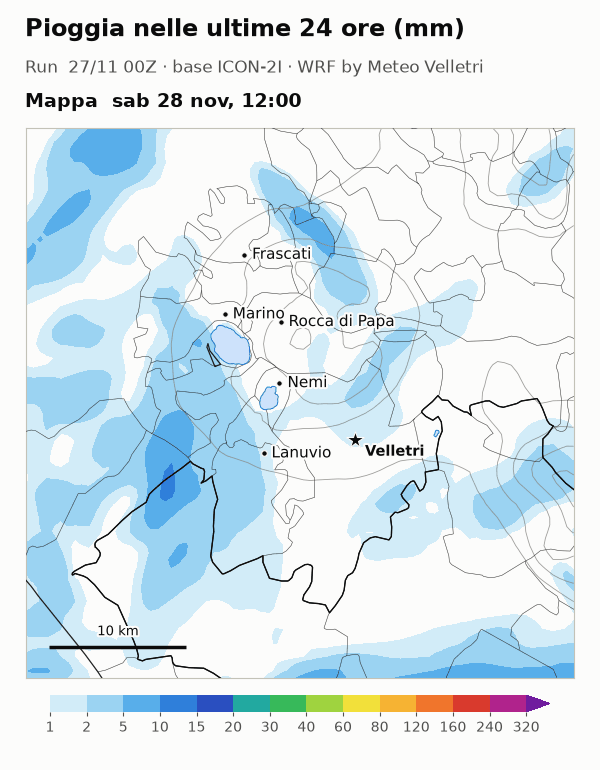 Pioggia nelle ultime 24 ore (mm)
Run 27/11 00Z · base ICON-2I · WRF by Meteo Velletri
Mappa sab 28 nov, 12:00
Frascati
Marino
Rocca di Papa
Nemi
Velletri
Lanuvio
10 km
1 2 5 10 15 20 30 40 60 80 120 160 240 320